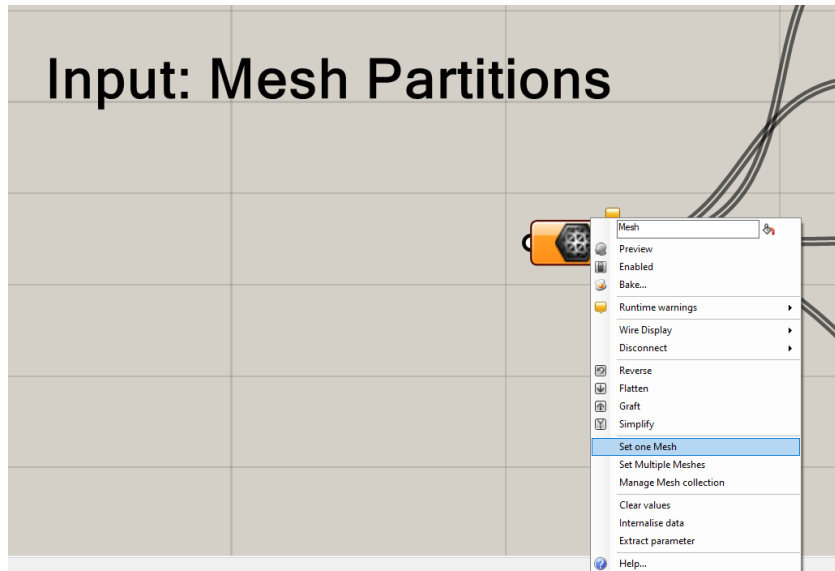 Input: Mesh Partitions
Mesh
Preview
Enabled
Bake...
Runtime warnings
Wire Display
Disconnect
Reverse
Flatten
Graft
Simplify
Set one Mesh
Set Multiple Meshes
Manage Mesh collection
Clear values
Internalise data
Extract parameter
Help...